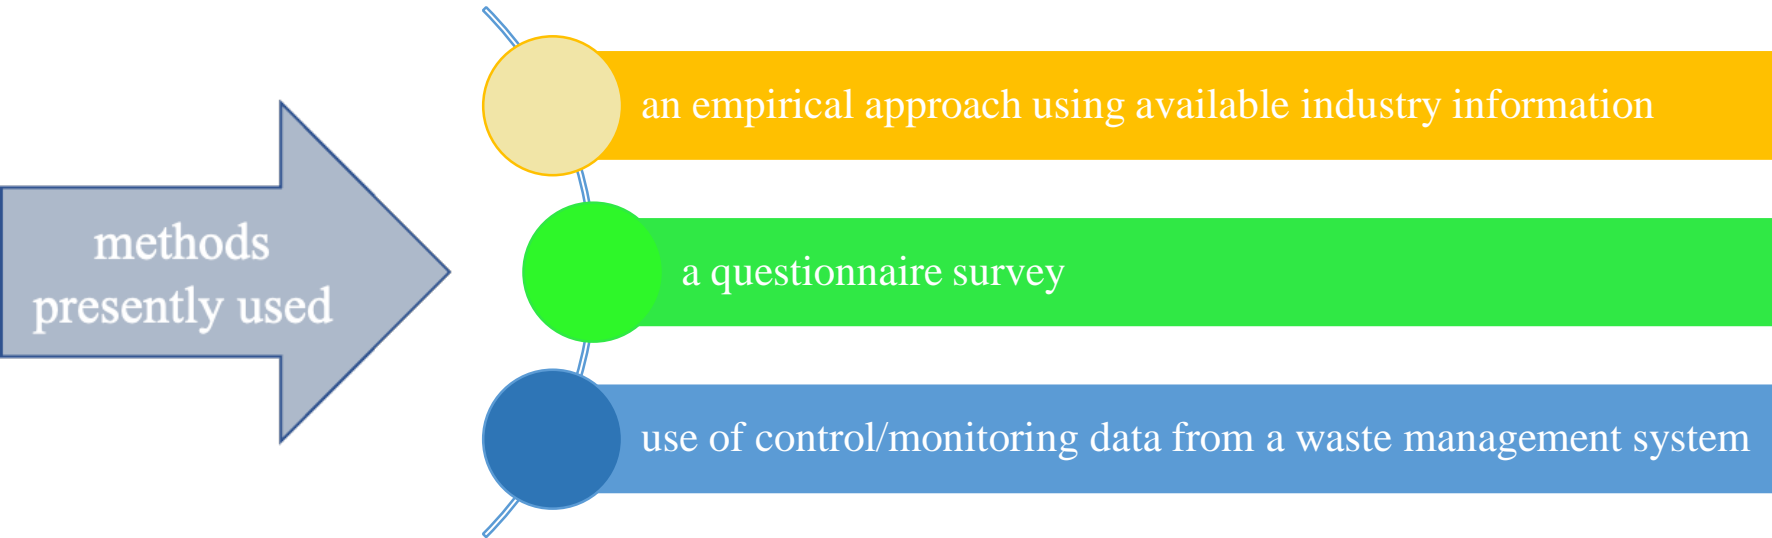 methods
presently used
an empirical approach using available industry information
a questionnaire survey
use of control/monitoring data from a waste management system